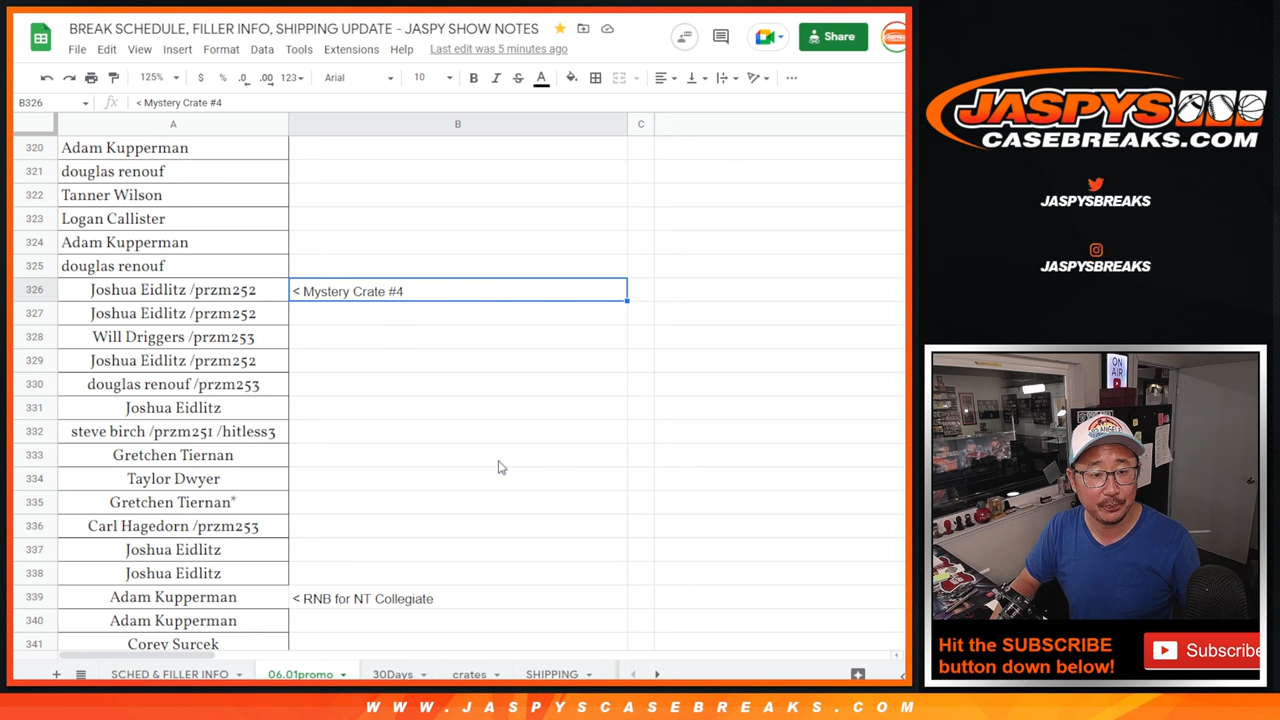 BREAK SCHEDULE, FILLER INFO, SHIPPING UPDATE - JASPY SHOW NOTES
File Edit View Insert Format Data Tools Extensions Help Last edit was 5 minutes ago
Share
125% $ % .0 .00 123 Arial 10 B I S A
B326 fx < Mystery Crate #4
A B C
320 Adam Kupperman
321 douglas renouf
322 Tanner Wilson
323 Logan Callister
324 Adam Kupperman
325 douglas renouf
326 Joshua Eidlitz /przm252 < Mystery Crate #4
327 Joshua Eidlitz /przm252
328 Will Driggers /przm253
329 Joshua Eidlitz /przm252
330 douglas renouf /przm253
331 Joshua Eidlitz
332 steve birch /przm251 /hitless3
333 Gretchen Tiernan
334 Taylor Dwyer
335 Gretchen Tiernan*
336 Carl Hagedorn /przm253
337 Joshua Eidlitz
338 Joshua Eidlitz
339 Adam Kupperman < RNB for NT Collegiate
340 Adam Kupperman
341 Corey Surcek
SCHED & FILLER INFO 06.01promo 30Days crates SHIPPING
JASPYS
CASEBREAKS.COM
JASPYSBREAKS
JASPYSBREAKS
ON
AIR
Hit the SUBSCRIBE
button down below!
Subscribe
WWW.JASPYSCASEBREAKS.COM